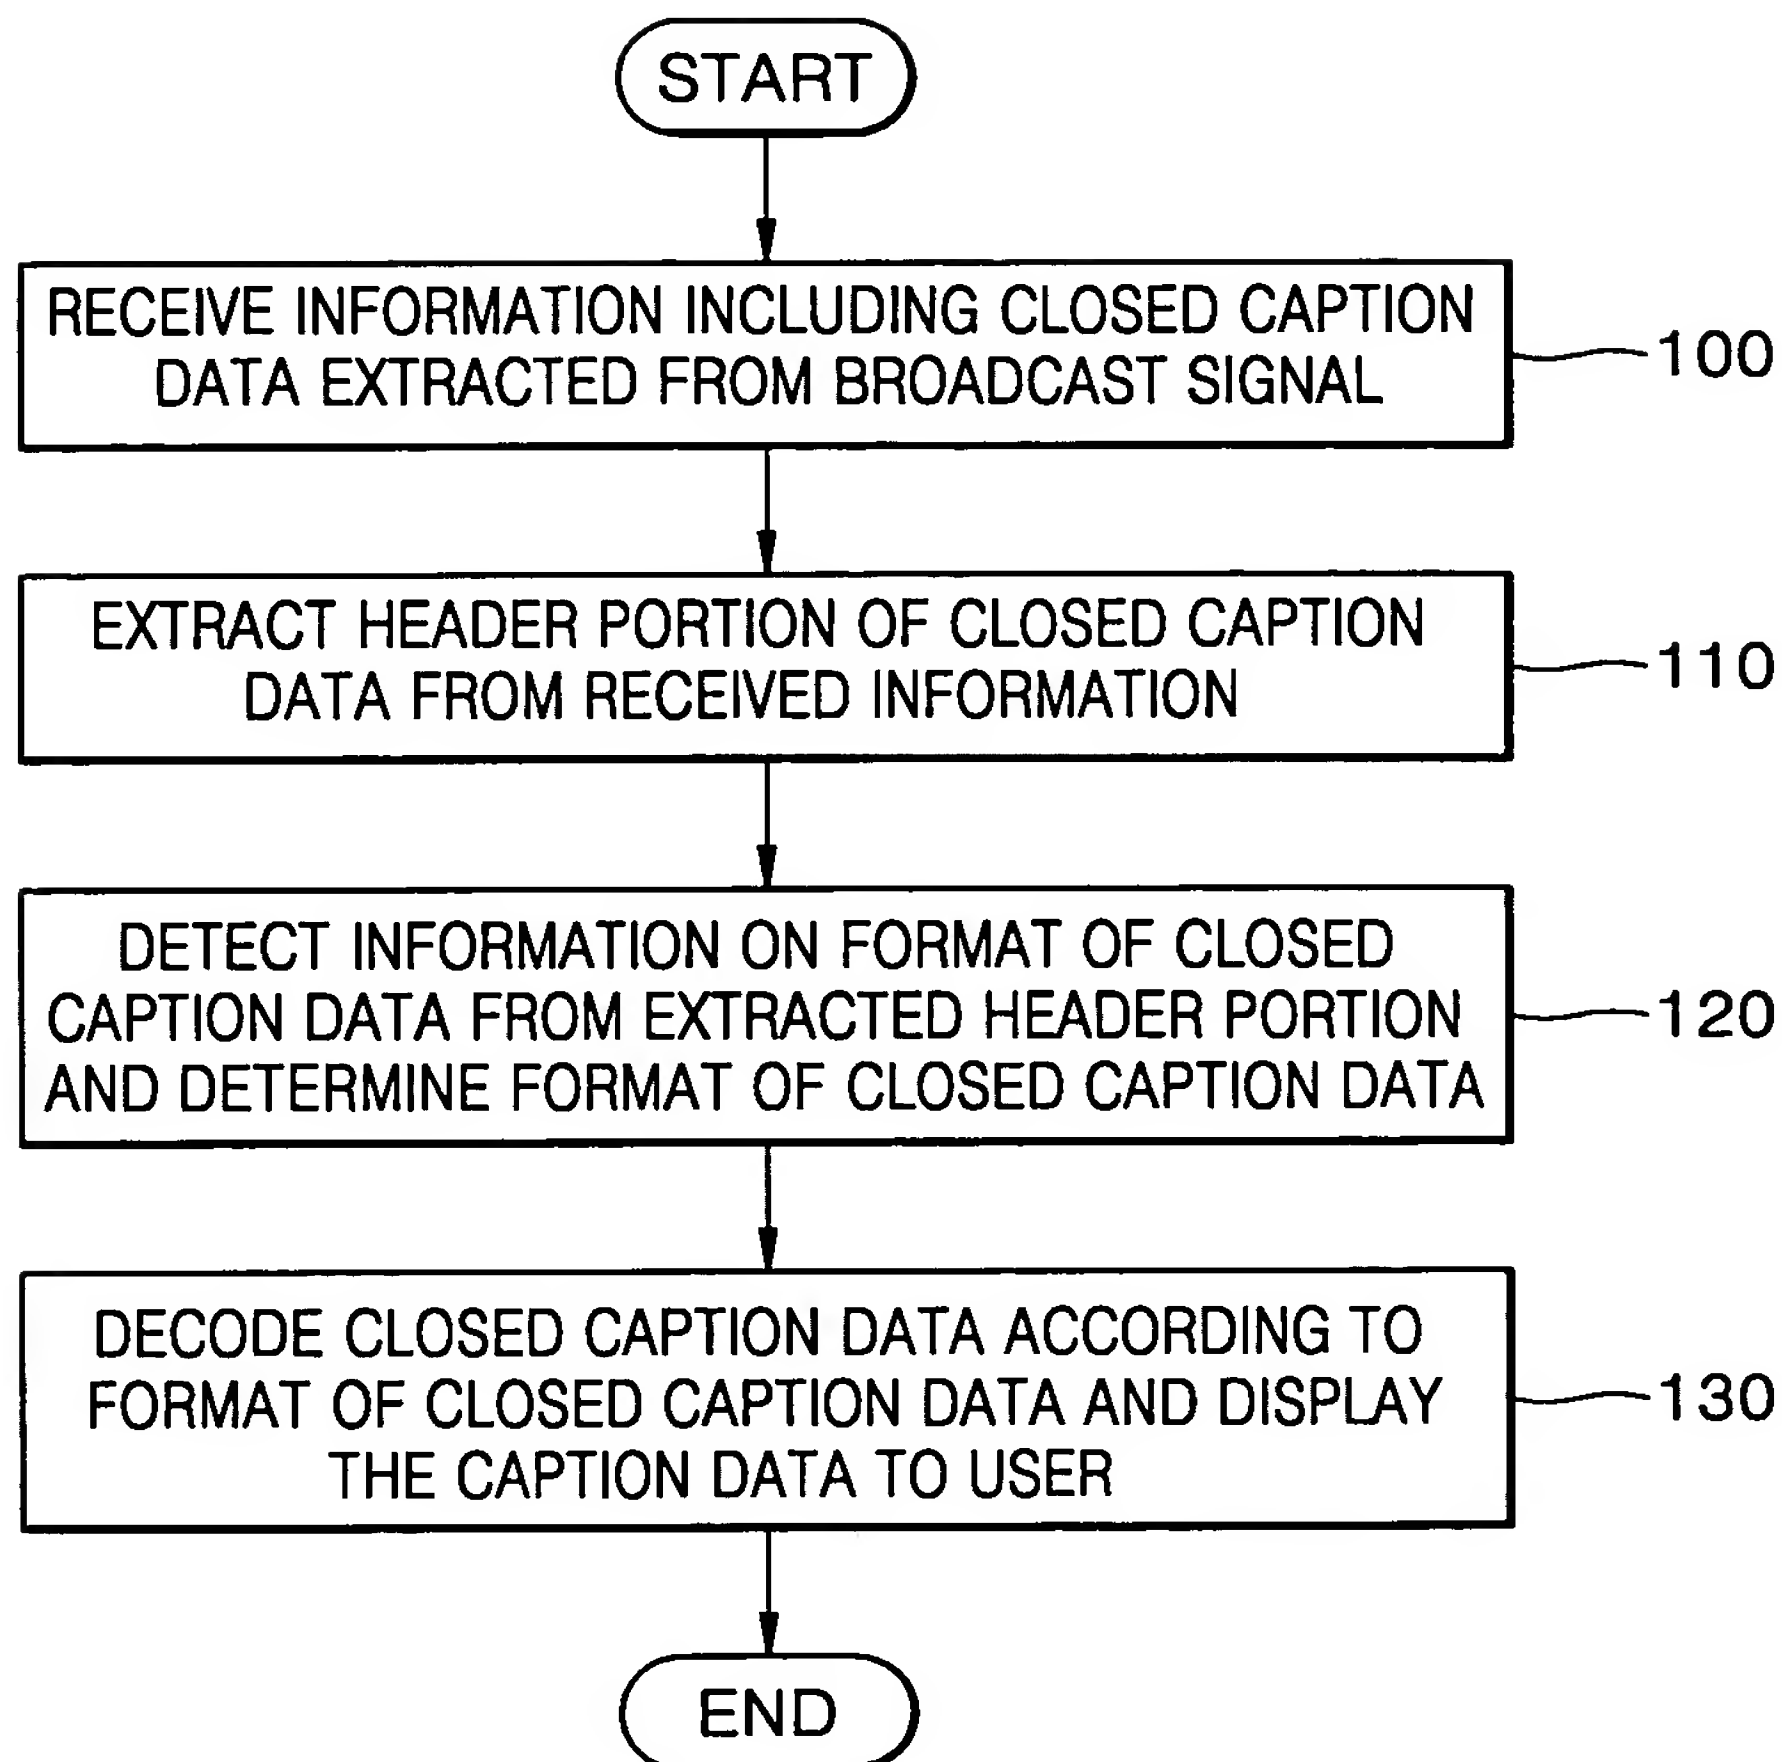 START
RECEIVE INFORMATION INCLUDING CLOSED CAPTION
DATA EXTRACTED FROM BROADCAST SIGNAL
100
EXTRACT HEADER PORTION OF CLOSED CAPTION
DATA FROM RECEIVED INFORMATION
110
DETECT INFORMATION ON FORMAT OF CLOSED
CAPTION DATA FROM EXTRACTED HEADER PORTION
AND DETERMINE FORMAT OF CLOSED CAPTION DATA
120
DECODE CLOSED CAPTION DATA ACCORDING TO
FORMAT OF CLOSED CAPTION DATA AND DISPLAY
THE CAPTION DATA TO USER
130
END